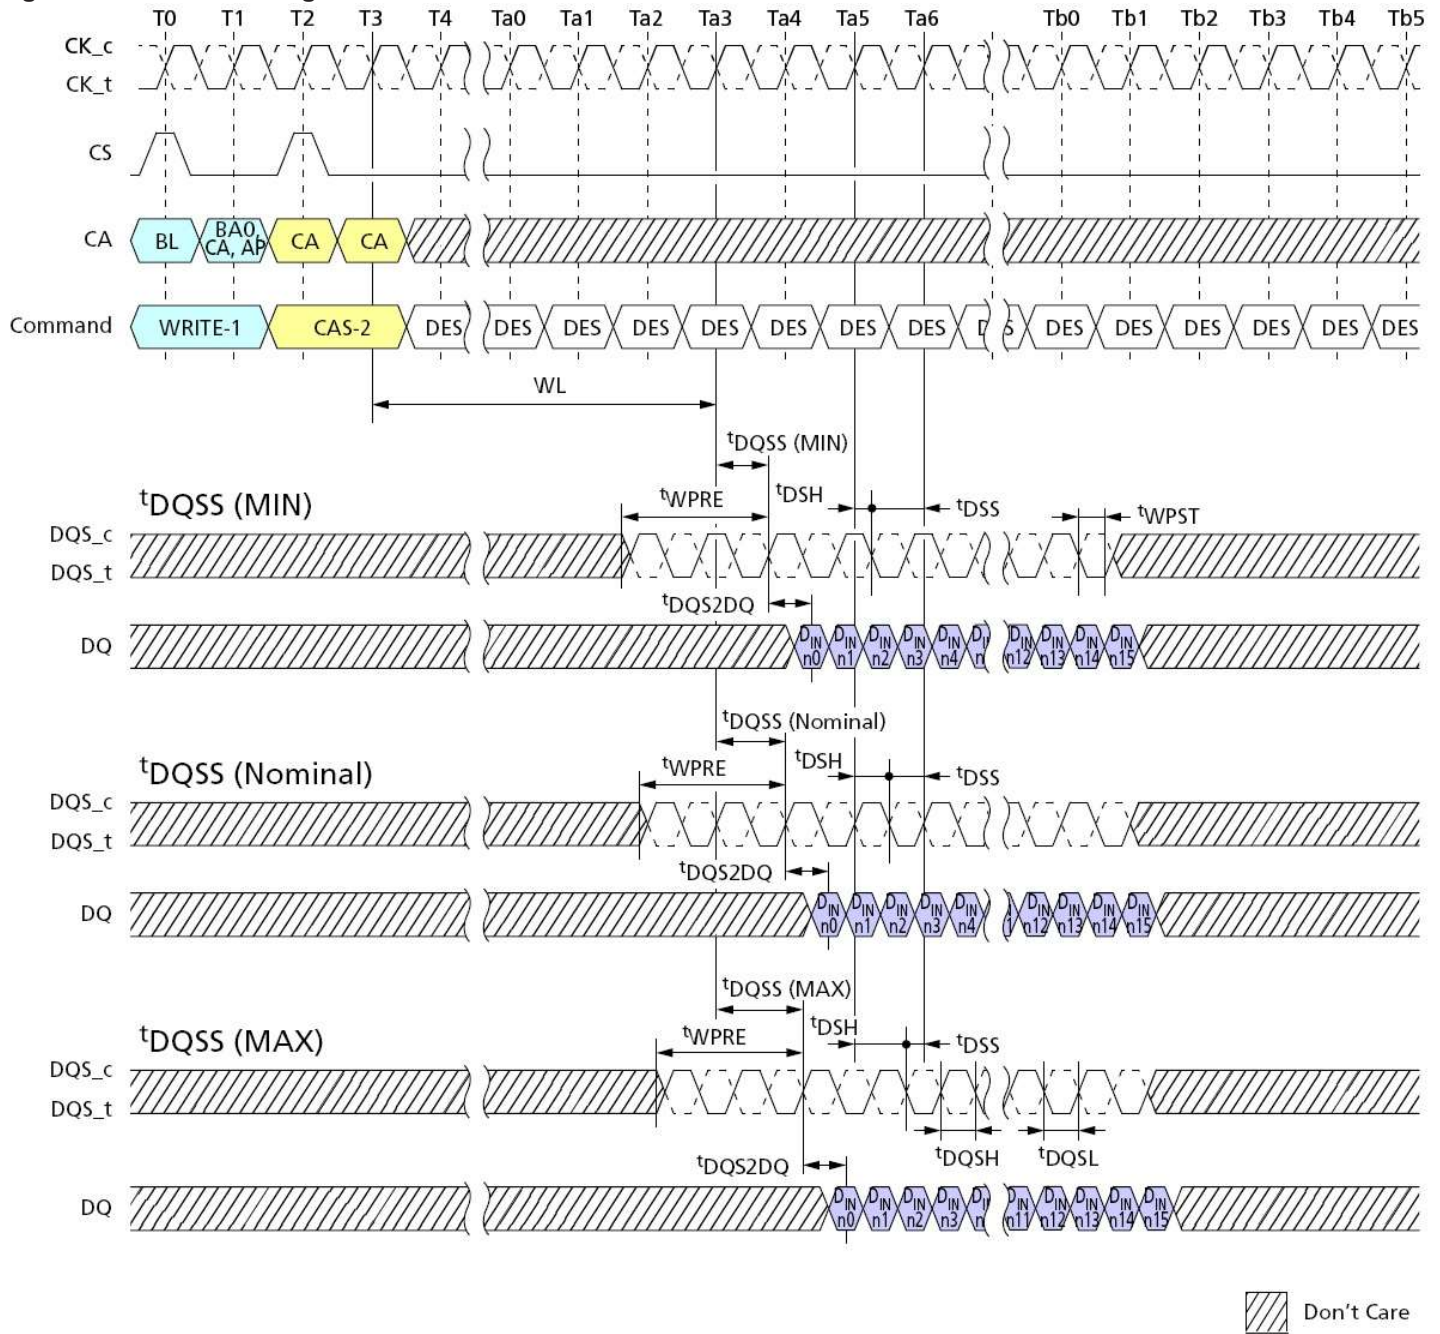 T0 T1 T2 T3 T4 Ta0 Ta1 Ta2 Ta3 Ta4 Ta5 Ta6 Tb0 Tb1 Tb2 Tb3 Tb4 Tb5
CK_c
CK_t
CS
CA BL BA0, CA, AP CA CA
Command WRITE-1 CAS-2 DES DES DES DES DES DES DES DES DES DES DES DES DES DES
WL
tDQSS (MIN)
tDQSS (MIN) tWPRE tDSH tDSS tWPST
DQS_c
DQS_t
tDQS2DQ
DQ DIN n0 DIN n1 DIN n2 DIN n3 DIN n4 DIN n12 DIN n13 DIN n14 DIN n15
tDQSS (Nominal)
tDQSS (Nominal) tWPRE tDSH tDSS
DQS_c
DQS_t
tDQS2DQ
DQ DIN n0 DIN n1 DIN n2 DIN n3 DIN n4 DIN n12 DIN n13 DIN n14 DIN n15
tDQSS (MAX)
tDQSS (MAX) tWPRE tDSH tDSS
DQS_c
DQS_t
tDQSH tDQSL
tDQS2DQ
DQ DIN n0 DIN n1 DIN n2 DIN n3 DIN n11 DIN n12 DIN n13 DIN n14 DIN n15
Don't Care